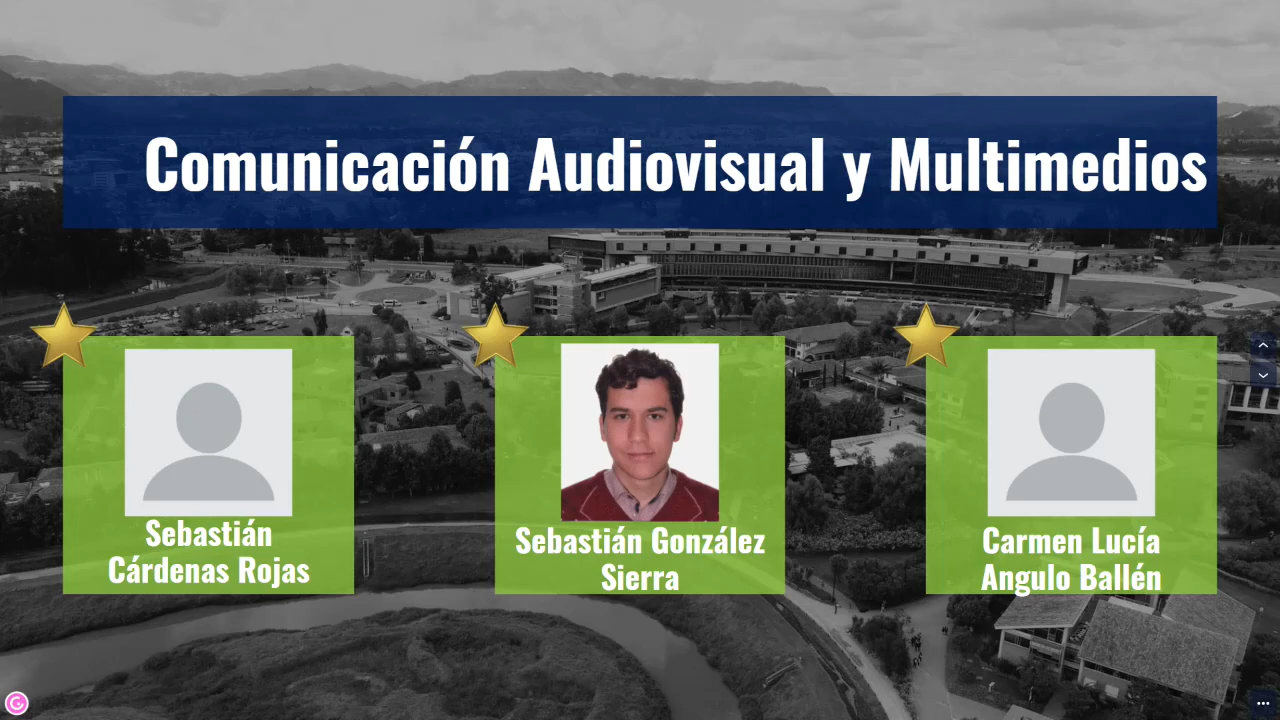 Comunicación Audiovisual y Multimedios
Sebastián
Cárdenas Rojas
Sebastián González
Sierra
Carmen Lucía
Angulo Ballén